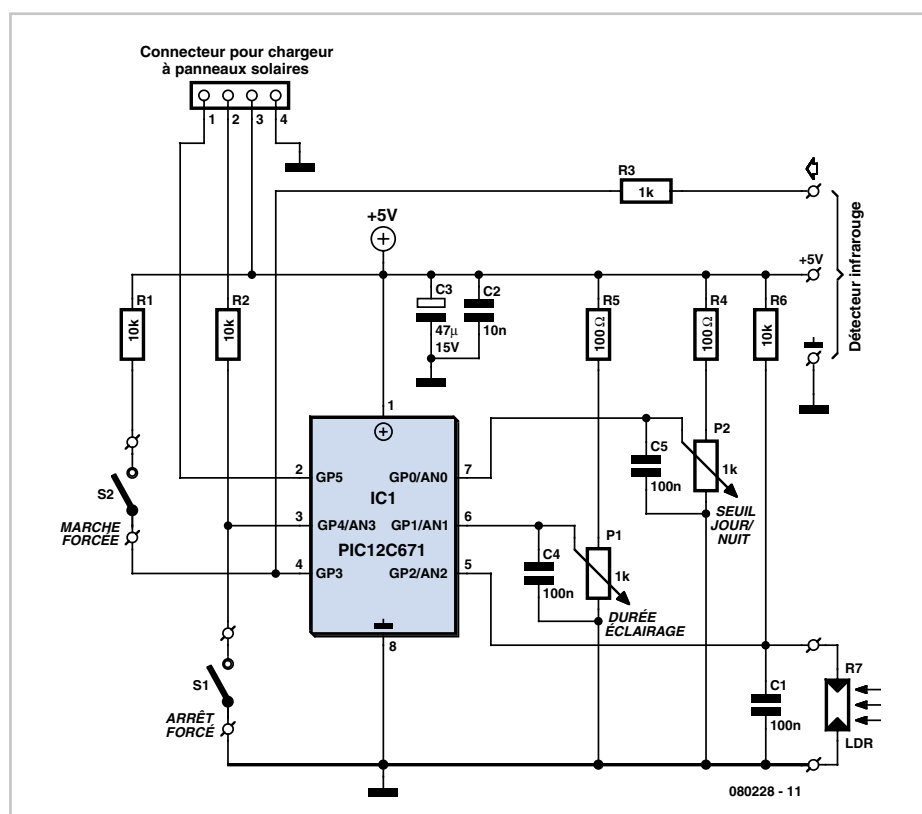 Connecteur pour chargeur
à panneaux solaires
1 2 3 4
R3
1k
+5V
+5V
Détecteur infrarouge
R1
10k
R2
10k
C3
47µ
15V
C2
10n
R5
100Ω
R4
100Ω
R6
10k
1
S2
MARCHE
FORCÉE
2 GP5
GP0/AN0 7
IC1
3 GP4/AN3
GP1/AN1 6
PIC12C671
4 GP3
GP2/AN2 5
8
C5
100n
P2
1k
SEUIL
JOUR/
NUIT
C4
100n
P1
1k
DURÉE
ÉCLAIRAGE
S1
ARRÊT
FORCÉ
C1
100n
R7
LDR
080228 - 11